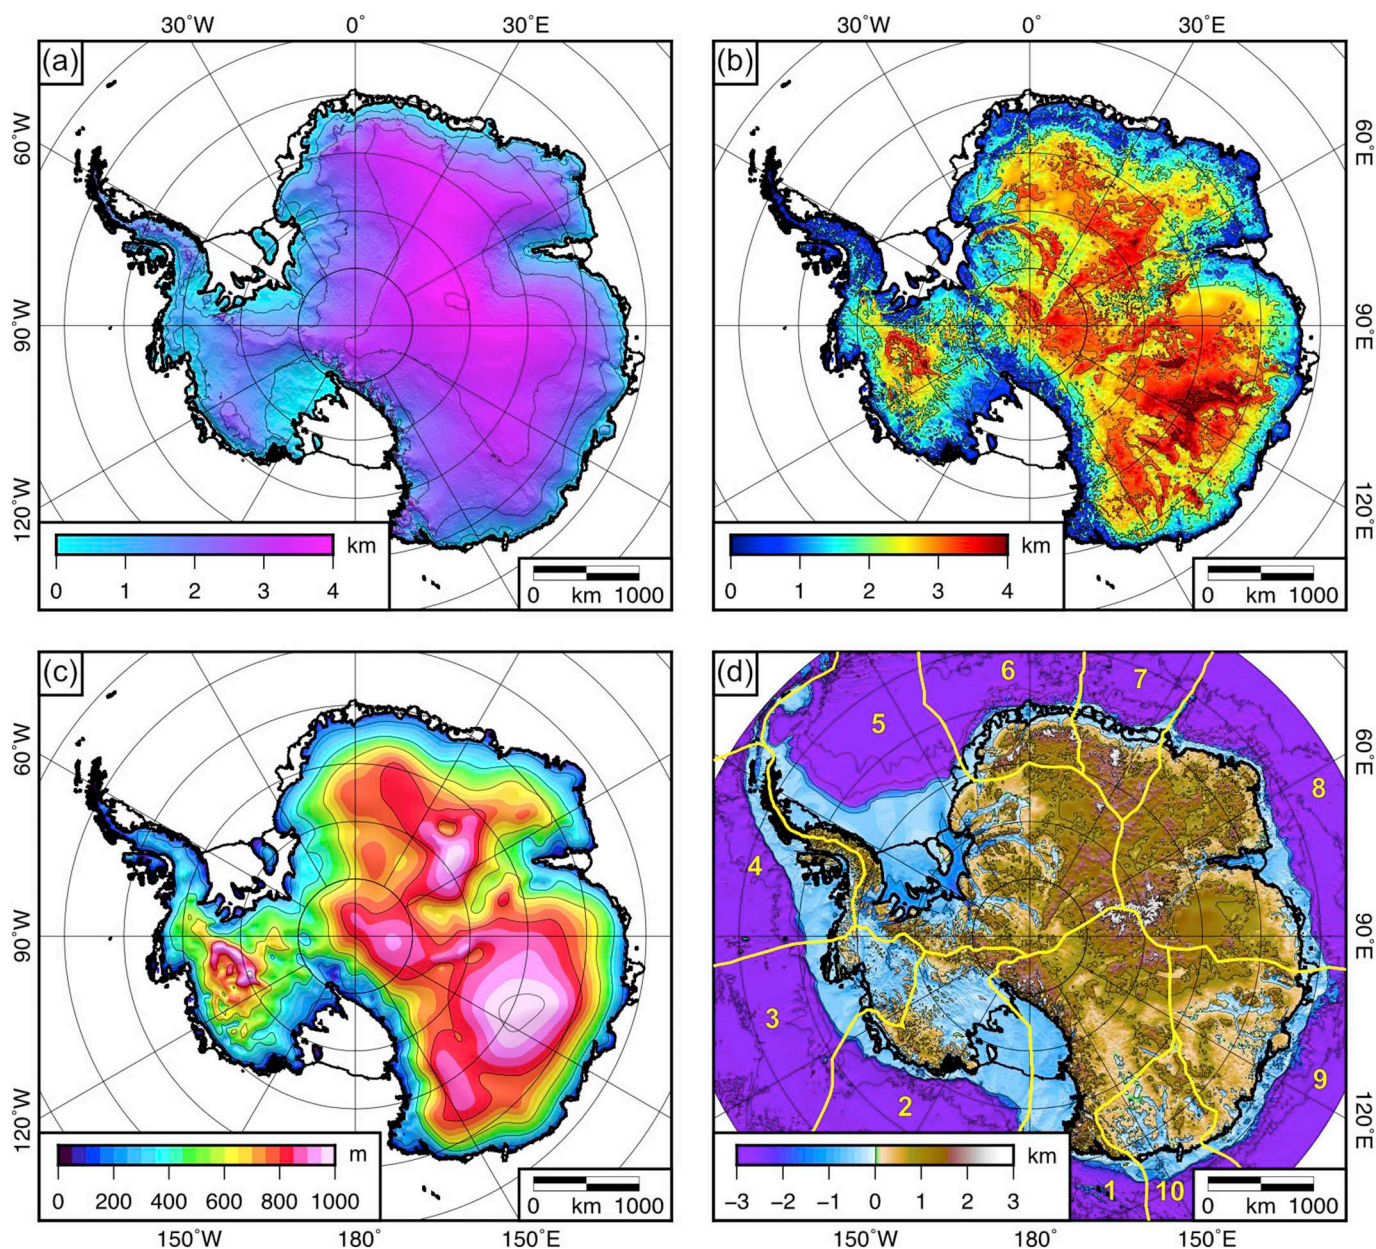 30˚W 0˚ 30˚E 30˚W 0˚ 30˚E
(a) (b)
60˚W 60˚E
90˚W 90˚E
120˚W 120˚E
km km
0 1 2 3 4 0 km 1000 0 1 2 3 4 0 km 1000
(c) (d) 6 7
5
60˚W 60˚E
8
4
90˚W 90˚E
3
9
2
120˚W 120˚E
m km
0 200 400 600 800 1000 0 km 1000 −3 −2 −1 0 1 2 3 1 10 0 km 1000
150˚W 180˚ 150˚E 150˚W 180˚ 150˚E